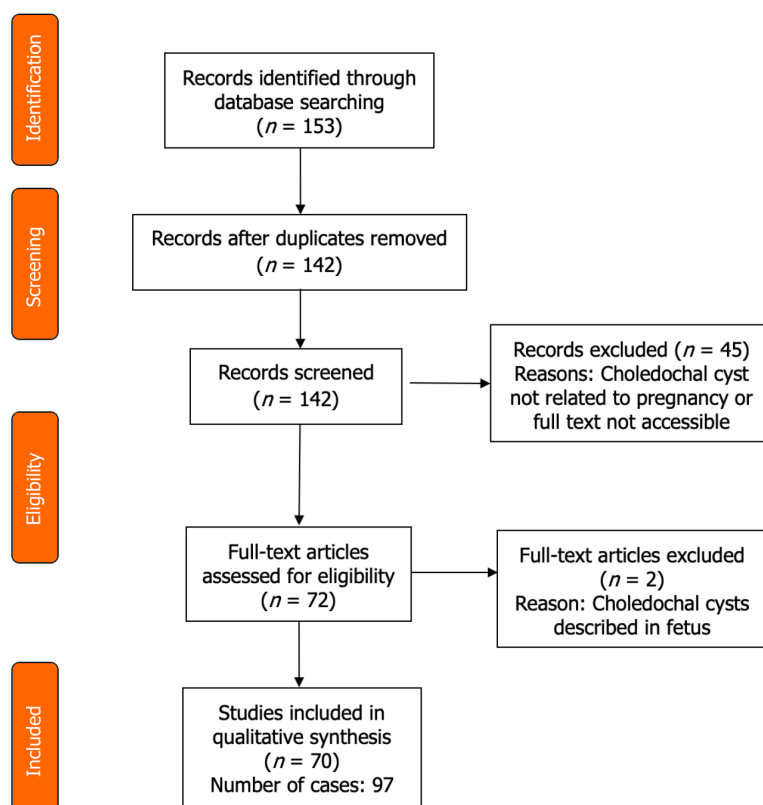 Identification
Records identified through
database searching
(n = 153)
Screening
Records after duplicates removed
(n = 142)
Records screened
(n = 142)
Records excluded (n = 45)
Reasons: Choledochal cyst
not related to pregnancy or
full text not accessible
Eligibility
Full-text articles
assessed for eligibility
(n = 72)
Full-text articles excluded
(n = 2)
Reason: Choledochal cysts
described in fetus
Included
Studies included in
qualitative synthesis
(n = 70)
Number of cases: 97